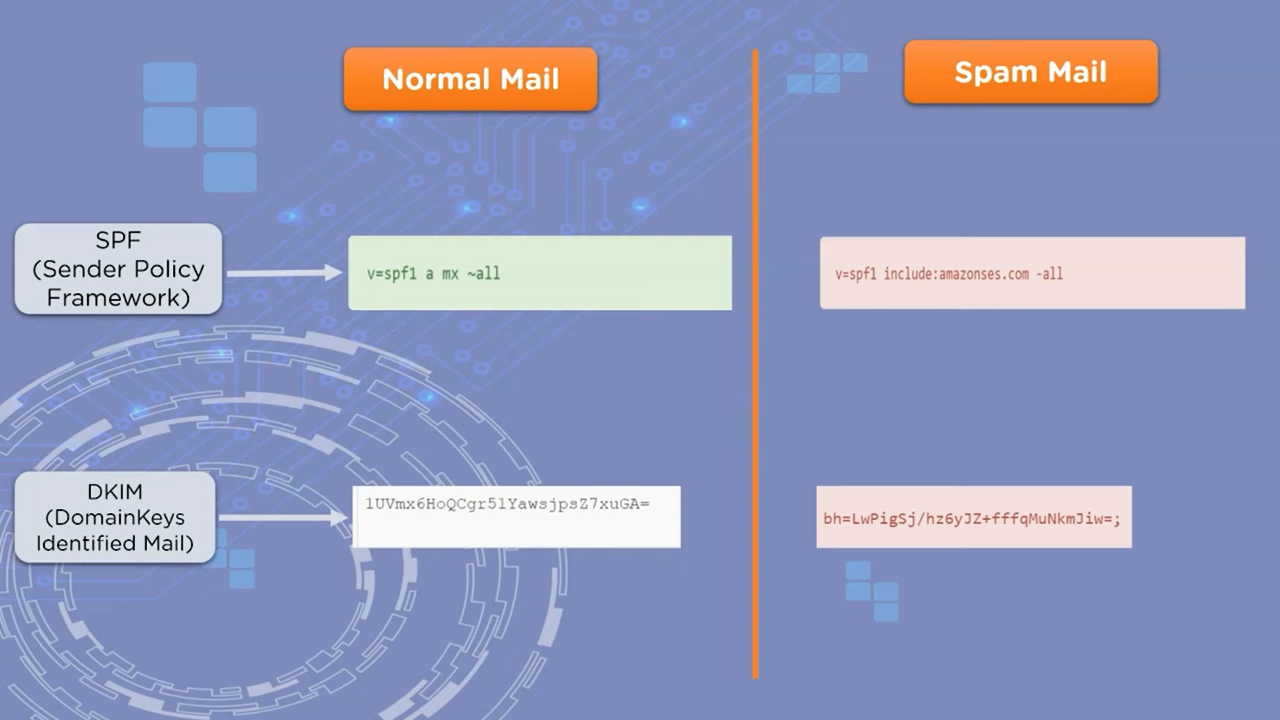 Normal Mail
Spam Mail
SPF
(Sender Policy
Framework)
v=spf1 a mx ~all
v=spf1 include:amazonses.com -all
DKIM
(DomainKeys
Identified Mail)
1UVmx6HoQCgr51YawsjpsZ7xuGA=
bh=LwPigSj/hz6yJZ+fffqMuNkmJiw=;